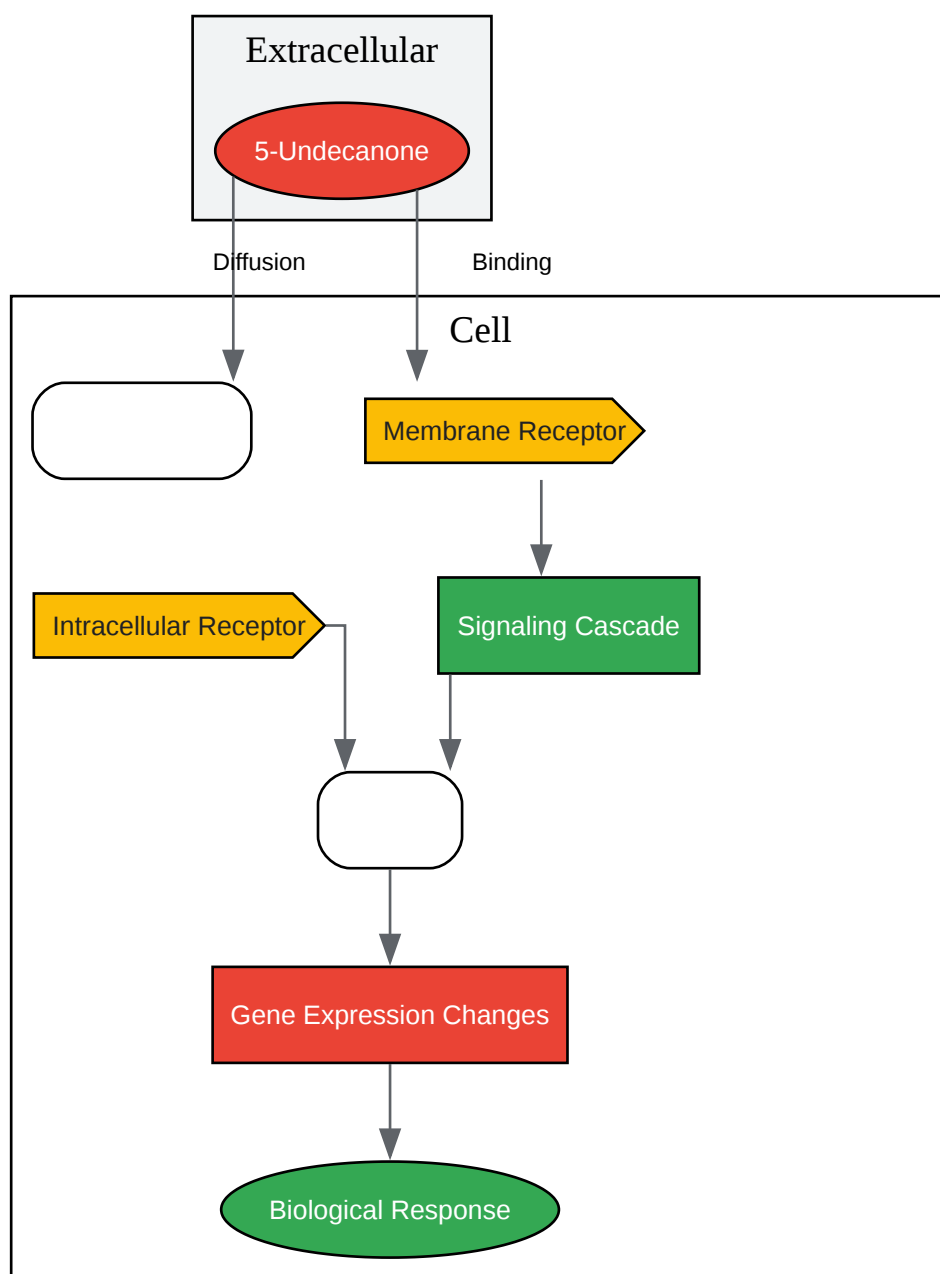 Extracellular
5-Undecanone
Diffusion
Binding
Cell
Membrane Receptor
Intracellular Receptor
Signaling Cascade
Gene Expression Changes
Biological Response